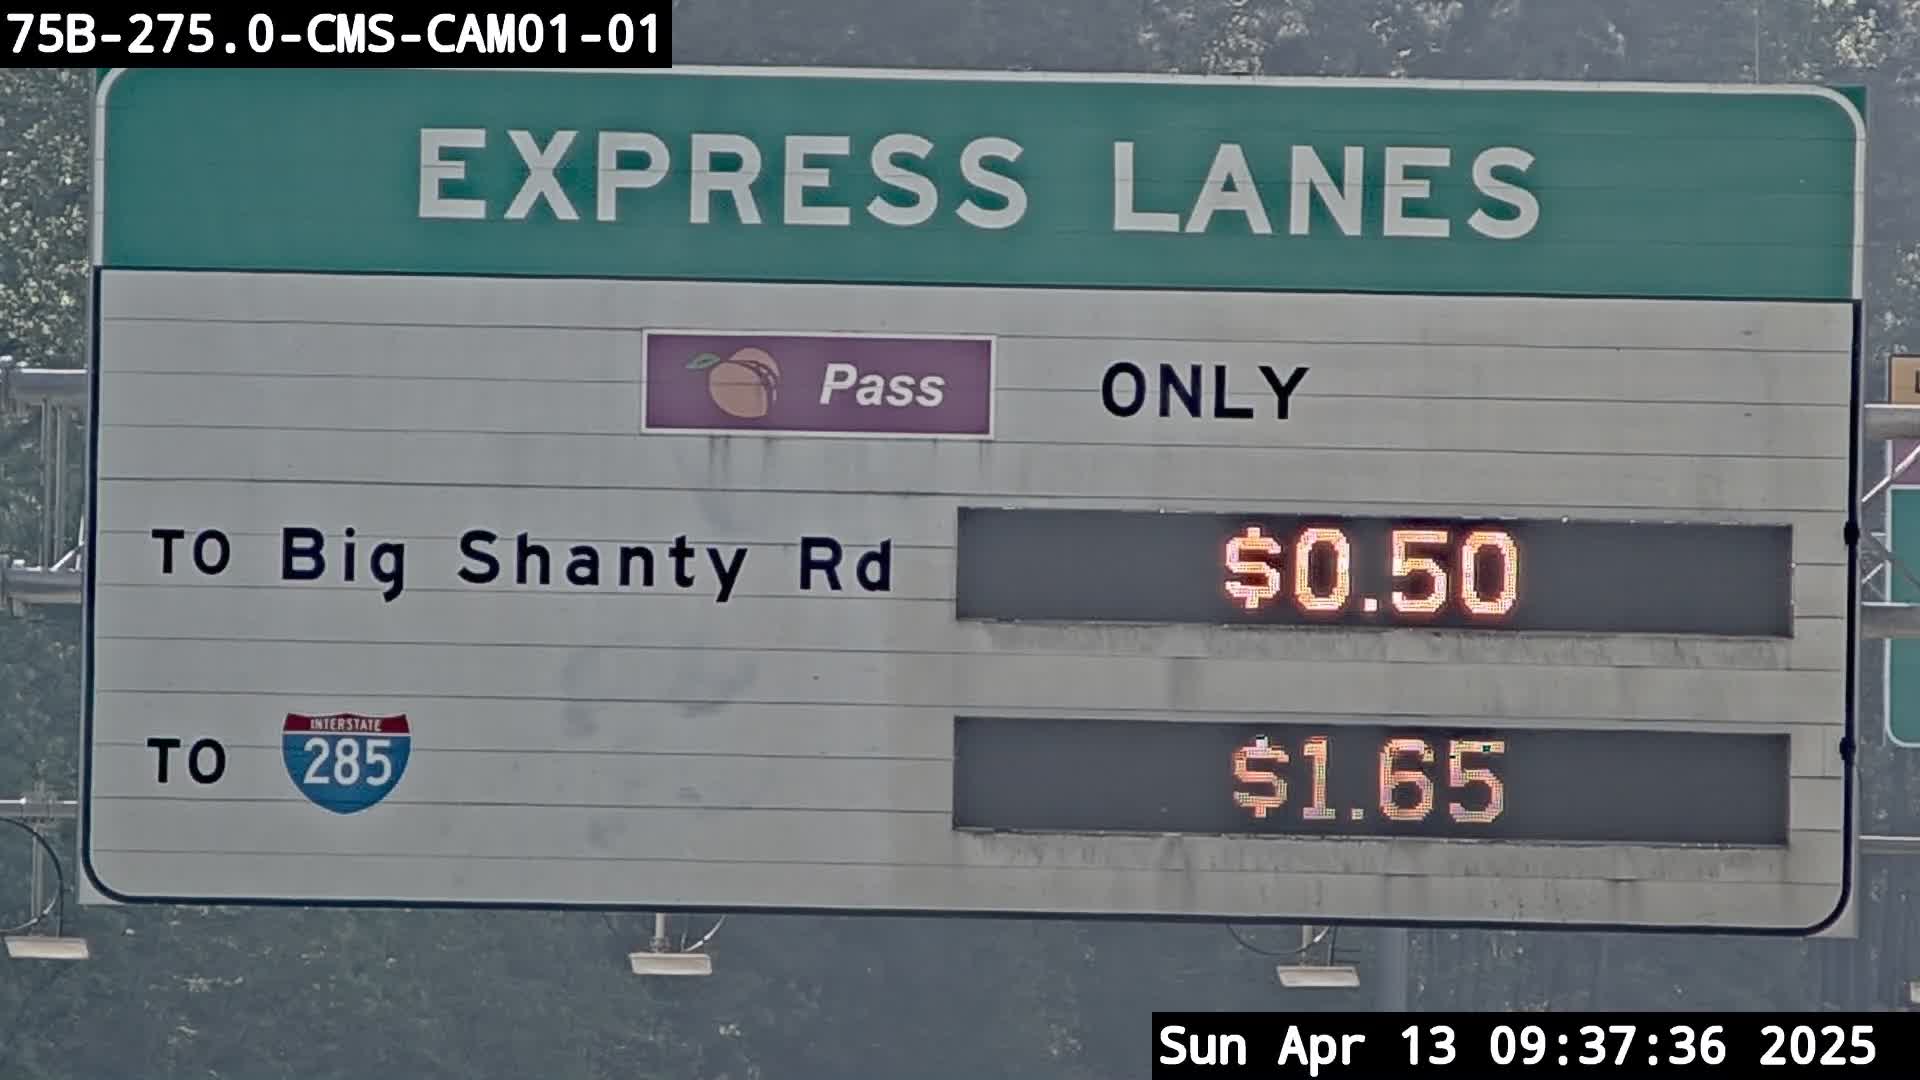 75B-275.0-CMS-CAM01-01
EXPRESS LANES
Pass ONLY
TO Big Shanty Rd $0.50
TO INTERSTATE 285 $1.65
Sun Apr 13 09:37:36 2025